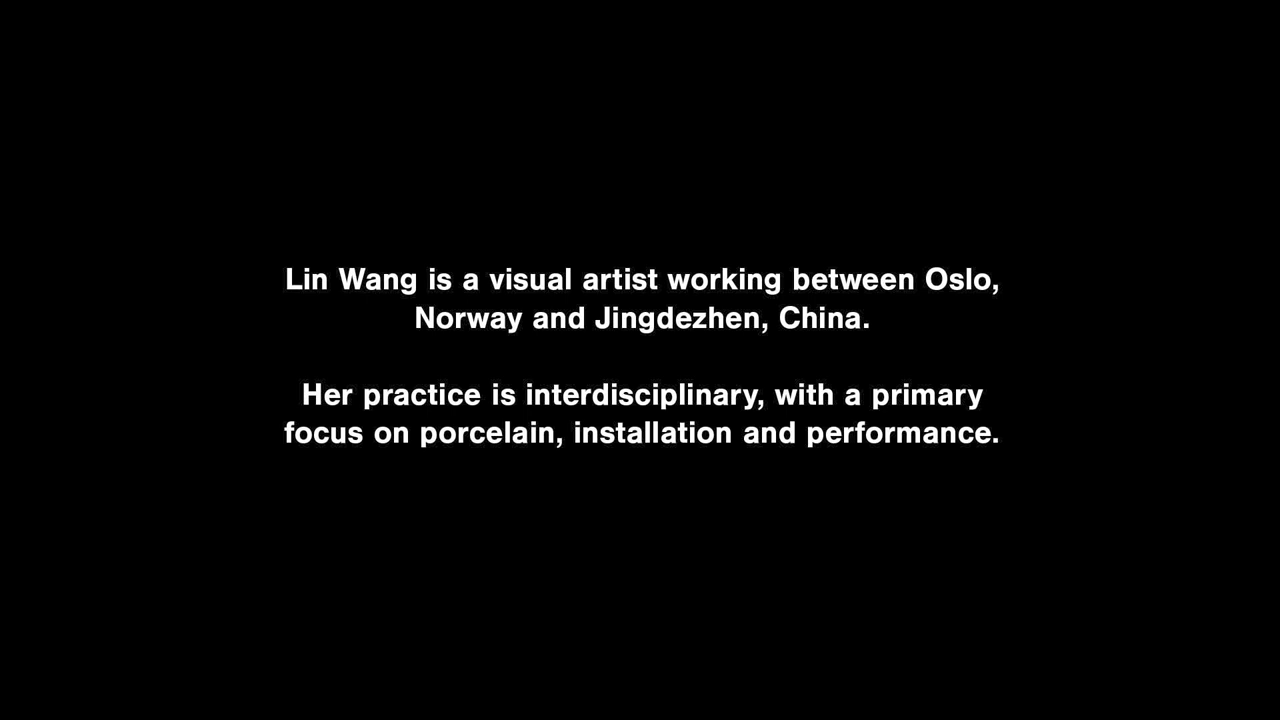 Lin Wang is a visual artist working between Oslo,
Norway and Jingdezhen, China.
Her practice is interdisciplinary, with a primary
focus on porcelain, installation and performance.